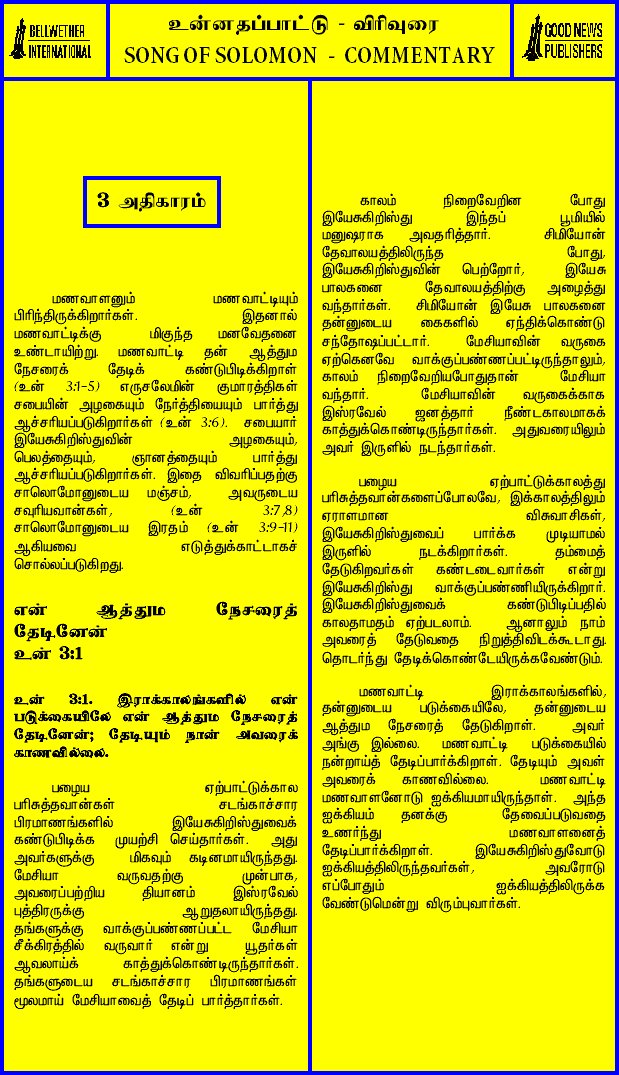 BELLWETHER
INTERNATIONAL
உன்னதப்பாட்டு - விரிவுரை
SONG OF SOLOMON - COMMENTARY
GOOD NEWS
PUBLISHERS
3 அதிகாரம்
மணவாளனும் மணவாட்டியும்
பிரிந்திருக்கிறார்கள். இதனால்
மணவாட்டிக்கு மிகுந்த மனவேதனை
உண்டாயிற்று. மணவாட்டி தன் ஆத்தும
நேசரைக் தேடிக் கண்டுபிடிக்கிறாள்
(உன் 3:1-5) எருசலேமின் குமாரத்திகள்
சபையின் அழகையும் நேர்த்தியையும் பார்த்து
ஆச்சரியப்படுகிறார்கள் (உன் 3:6). சபையார்
இயேசுகிறிஸ்துவின் அழகையும்,
பெலத்தையும், ஞானத்தையும் பார்த்து
ஆச்சரியப்படுகிறார்கள். இதை விவரிப்பதற்கு
சாலொமோனுடைய மஞ்சம், அவருடைய
சவுரியவான்கள், (உன் 3:7,8)
சாலொமோனுடைய இரதம் (உன் 3:9-11)
ஆகியவை எடுத்துக்காட்டாகச்
சொல்லப்படுகிறது.
என் ஆத்தும நேசரைத்
தேடினேன்
உன் 3:1
உன் 3:1. இராக்காலங்களில் என்
படுக்கையிலே என் ஆத்தும நேசரைத்
தேடினேன்; தேடியும் நான் அவரைக்
காணவில்லை.
பழைய ஏற்பாட்டுக்கால
பரிசுத்தவான்கள் சடங்காச்சார
பிரமாணங்களில் இயேசுகிறிஸ்துவைக்
கண்டுபிடிக்க முயற்சி செய்தார்கள். அது
அவர்களுக்கு மிகவும் கடினமாயிருந்தது.
மேசியா வருவதற்கு முன்பாக,
அவரைப்பற்றிய தியானம் இஸ்ரவேல்
புத்திரருக்கு ஆறுதலாயிருந்தது.
தங்களுக்கு வாக்குப்பண்ணப்பட்ட மேசியா
சீக்கிரத்தில் வருவார் என்று யூதர்கள்
ஆவலாய்க் காத்துக்கொண்டிருந்தார்கள்.
தங்களுடைய சடங்காச்சார பிரமாணங்கள்
மூலமாய் மேசியாவைத் தேடிப் பார்த்தார்கள்.
காலம் நிறைவேறின போது
இயேசுகிறிஸ்து இந்தப் பூமியில்
மனுஷராக அவதரித்தார். சிமியோன்
தேவாலயத்திலிருந்த போது,
இயேசுகிறிஸ்துவின் பெற்றோர், இயேசு
பாலகனை தேவாலயத்திற்கு அழைத்து
வந்தார்கள். சிமியோன் இயேசு பாலகனை
தன்னுடைய கைகளில் ஏந்திக்கொண்டு
சந்தோஷப்பட்டார். மேசியாவின் வருகை
ஏற்கெனவே வாக்குப்பண்ணப்பட்டிருந்தாலும்,
காலம் நிறைவேறியபோதுதான் மேசியா
வந்தார். மேசியாவின் வருகைக்காக
இஸ்ரவேல் ஜனத்தார் நீண்டகாலமாகக்
காத்துக்கொண்டிருந்தார்கள். அதுவரையிலும்
அவர் இருளில் நடந்தார்கள்.
பழைய ஏற்பாட்டுக்காலத்து
பரிசுத்தவான்களைப்போலவே, இக்காலத்திலும்
ஏராளமான விசுவாசிகள்,
இயேசுகிறிஸ்துவைப் பார்க்க முடியாமல்
இருளில் நடக்கிறார்கள். தம்மைத்
தேடுகிறவர்கள் கண்டடைவார்கள் என்று
இயேசுகிறிஸ்து வாக்குப்பண்ணியிருக்கிறார்.
இயேசுகிறிஸ்துவைக் கண்டுபிடிப்பதில்
காலதாமதம் ஏற்படலாம். ஆனாலும் நாம்
அவரைத் தேடுவதை நிறுத்திவிடக்கூடாது.
தொடர்ந்து தேடிக்கொண்டேயிருக்கவேண்டும்.
மணவாட்டி இராக்காலங்களில்,
தன்னுடைய படுக்கையிலே, தன்னுடைய
ஆத்தும நேசரைத் தேடுகிறாள். அவர்
அங்கு இல்லை. மணவாட்டி படுக்கையில்
நன்றாய்த் தேடிப்பார்க்கிறாள். தேடியும் அவள்
அவரைக் காணவில்லை. மணவாட்டி
மணவாளனோடு ஐக்கியமாயிருந்தாள். அந்த
ஐக்கியம் தனக்கு தேவைப்படுவதை
உணர்ந்து மணவாளனைத்
தேடிப்பார்க்கிறாள். இயேசுகிறிஸ்துவோடு
ஐக்கியத்திலிருந்தவர்கள், அவரோடு
எப்போதும் ஐக்கியத்திலிருக்க
வேண்டுமென்று விரும்புவார்கள்.